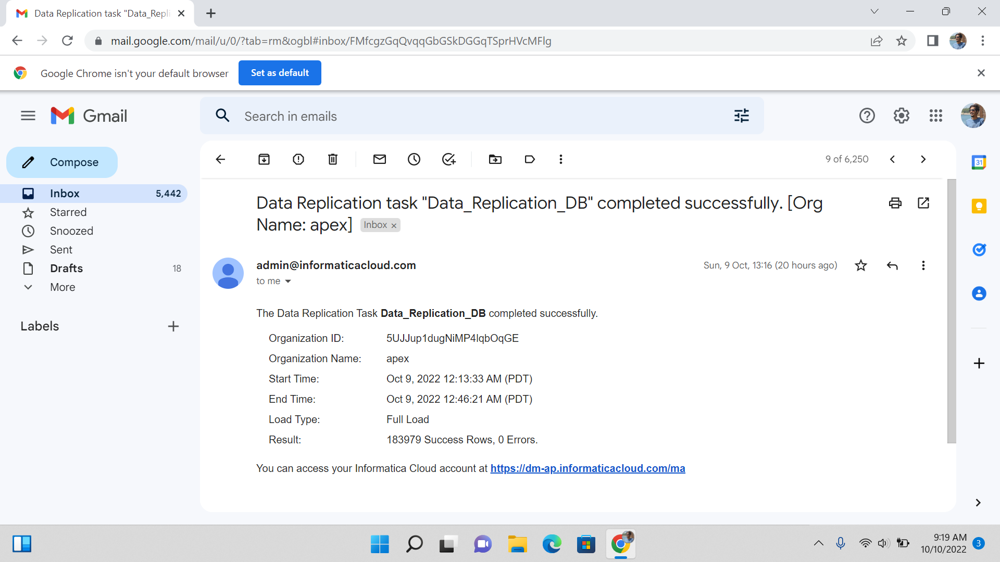 Data Replication task "Data_Repli
mail.google.com/mail/u/0/?tab=rm&ogbl#inbox/FMfcgzGqQvqqGbGSkDGGqTSprHVcMFlg
Google Chrome isn't your default browser Set as default
Gmail
Search in emails
Compose
9 of 6,250
31
Inbox 5,442
Starred
Snoozed
Sent
Drafts 18
More
Labels
Data Replication task "Data_Replication_DB" completed successfully. [Org
Name: apex] Inbox x
admin@informaticacloud.com Sun, 9 Oct, 13:16 (20 hours ago)
to me
The Data Replication Task Data_Replication_DB completed successfully.
Organization ID: 5UJJup1dugNiMP4lqbOqGE
Organization Name: apex
Start Time: Oct 9, 2022 12:13:33 AM (PDT)
End Time: Oct 9, 2022 12:46:21 AM (PDT)
Load Type: Full Load
Result: 183979 Success Rows, 0 Errors.
You can access your Informatica Cloud account at https://dm-ap.informaticacloud.com/ma
9:19 AM
10/10/2022
3